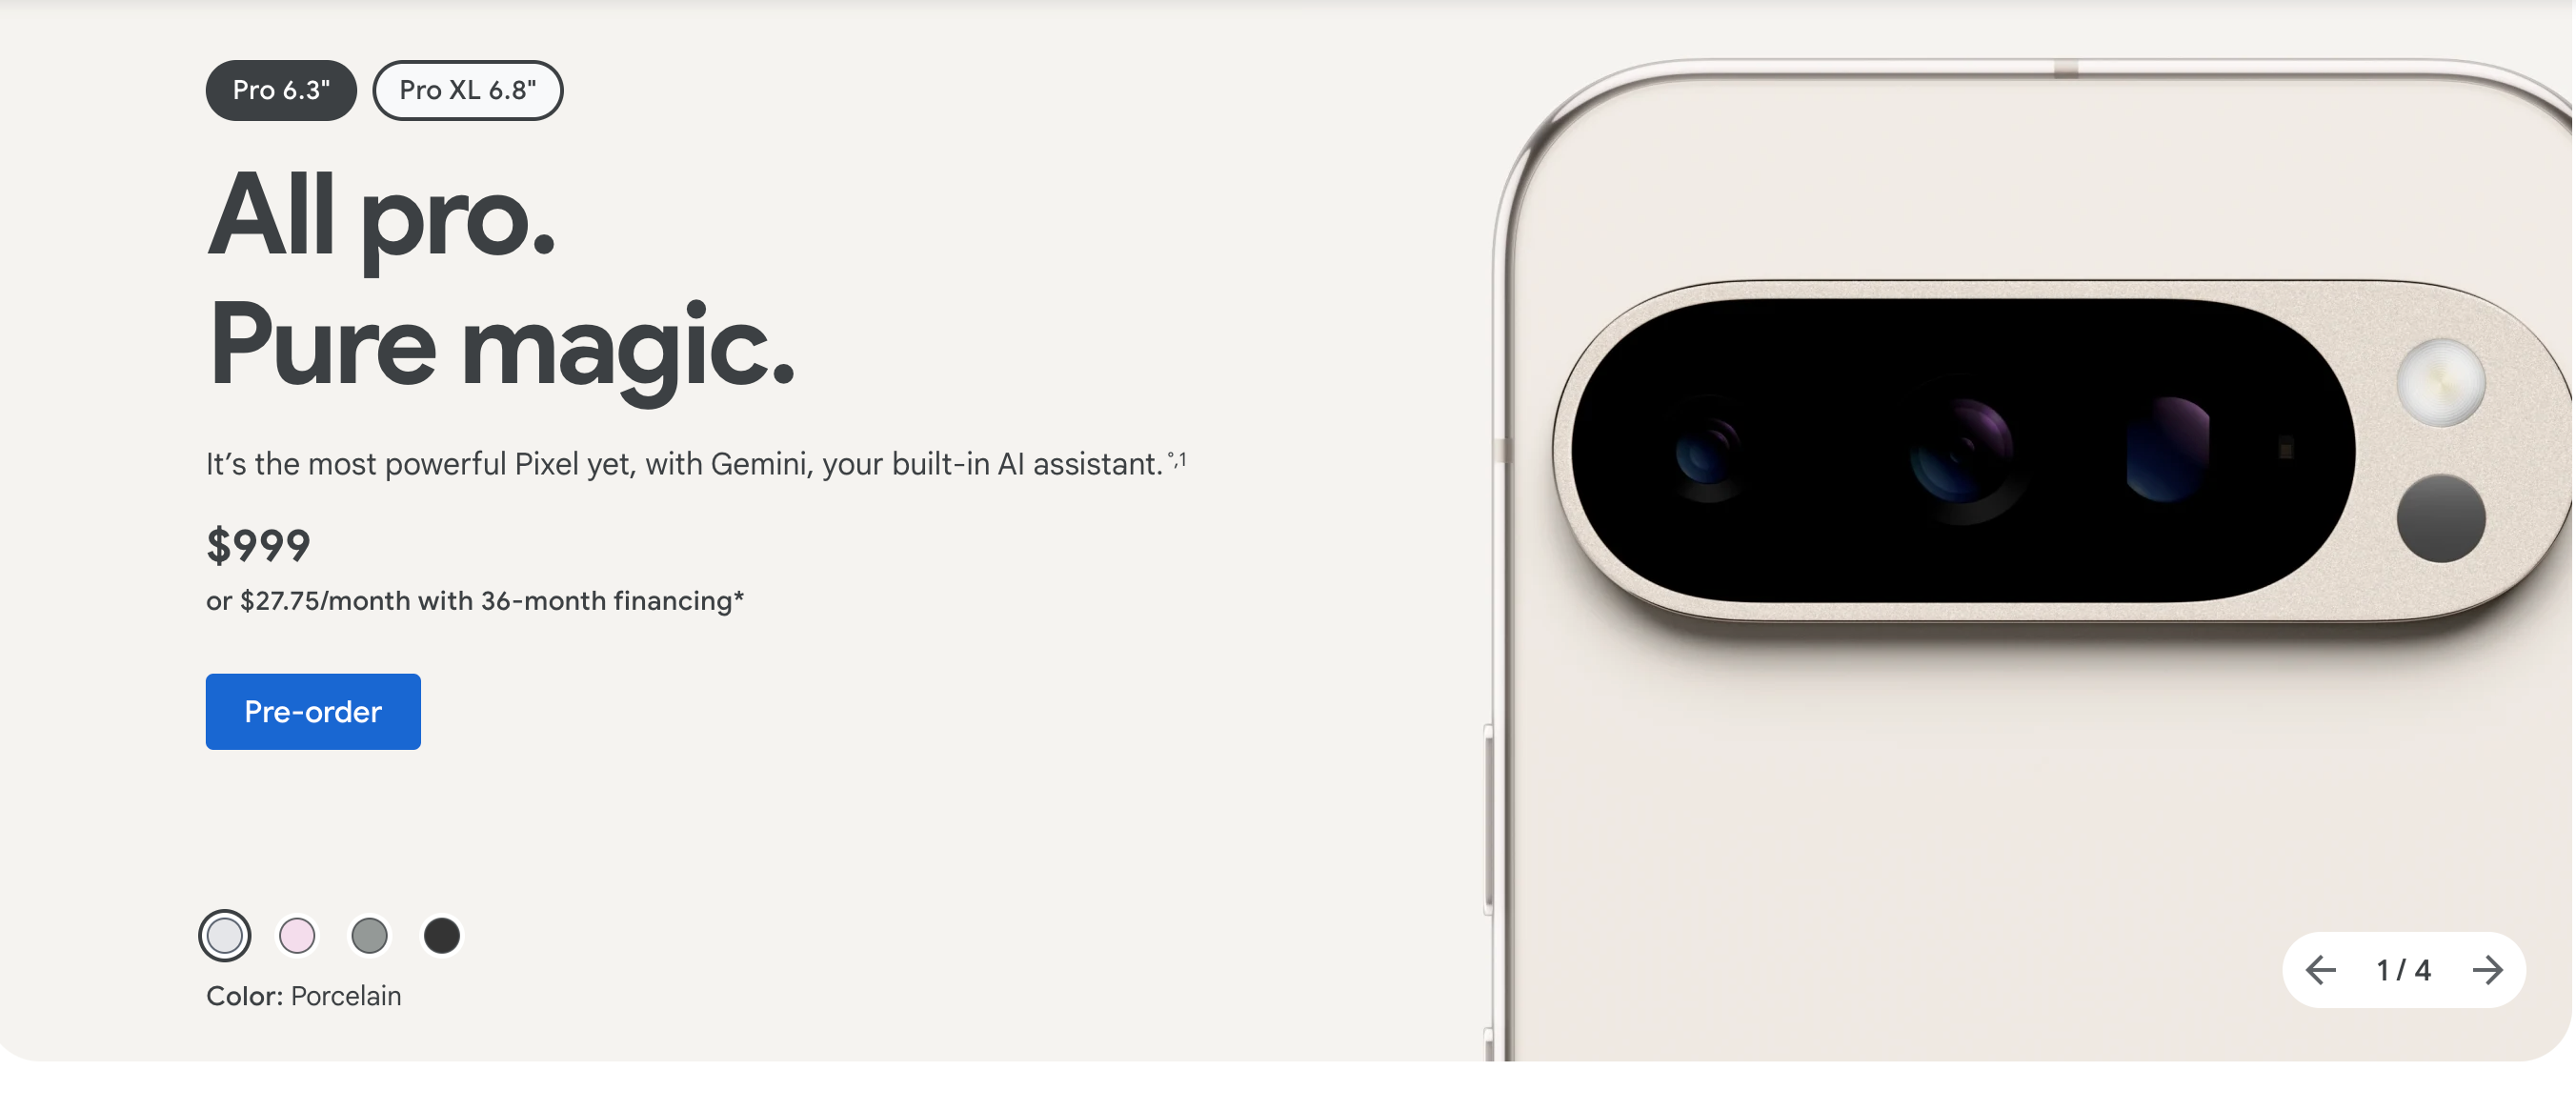 Pro 6.3"
Pro XL 6.8"
All pro.
Pure magic.
It’s the most powerful Pixel yet, with Gemini, your built-in AI assistant.°,1
$999
or $27.75/month with 36-month financing*
Pre-order
Color: Porcelain
1 / 4